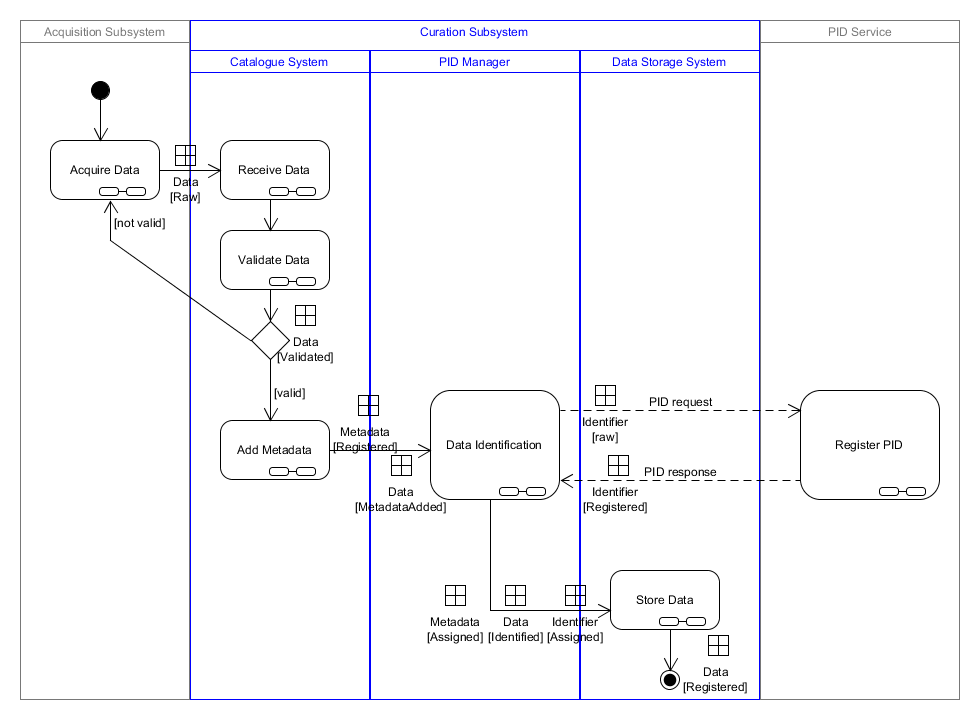 Acquisition Subsystem
Curation Subsystem
PID Service
Catalogue System
PID Manager
Data Storage System
Acquire Data
Data
[Raw]
Receive Data
[not valid]
Validate Data
Data
[Validated]
[valid]
Add Metadata
Metadata
[Registered]
Data
[MetadataAdded]
Data Identification
PID request
Identifier
[raw]
PID response
Identifier
[Registered]
Register PID
Metadata
[Assigned]
Data
[Identified]
Identifier
[Assigned]
Store Data
Data
[Registered]